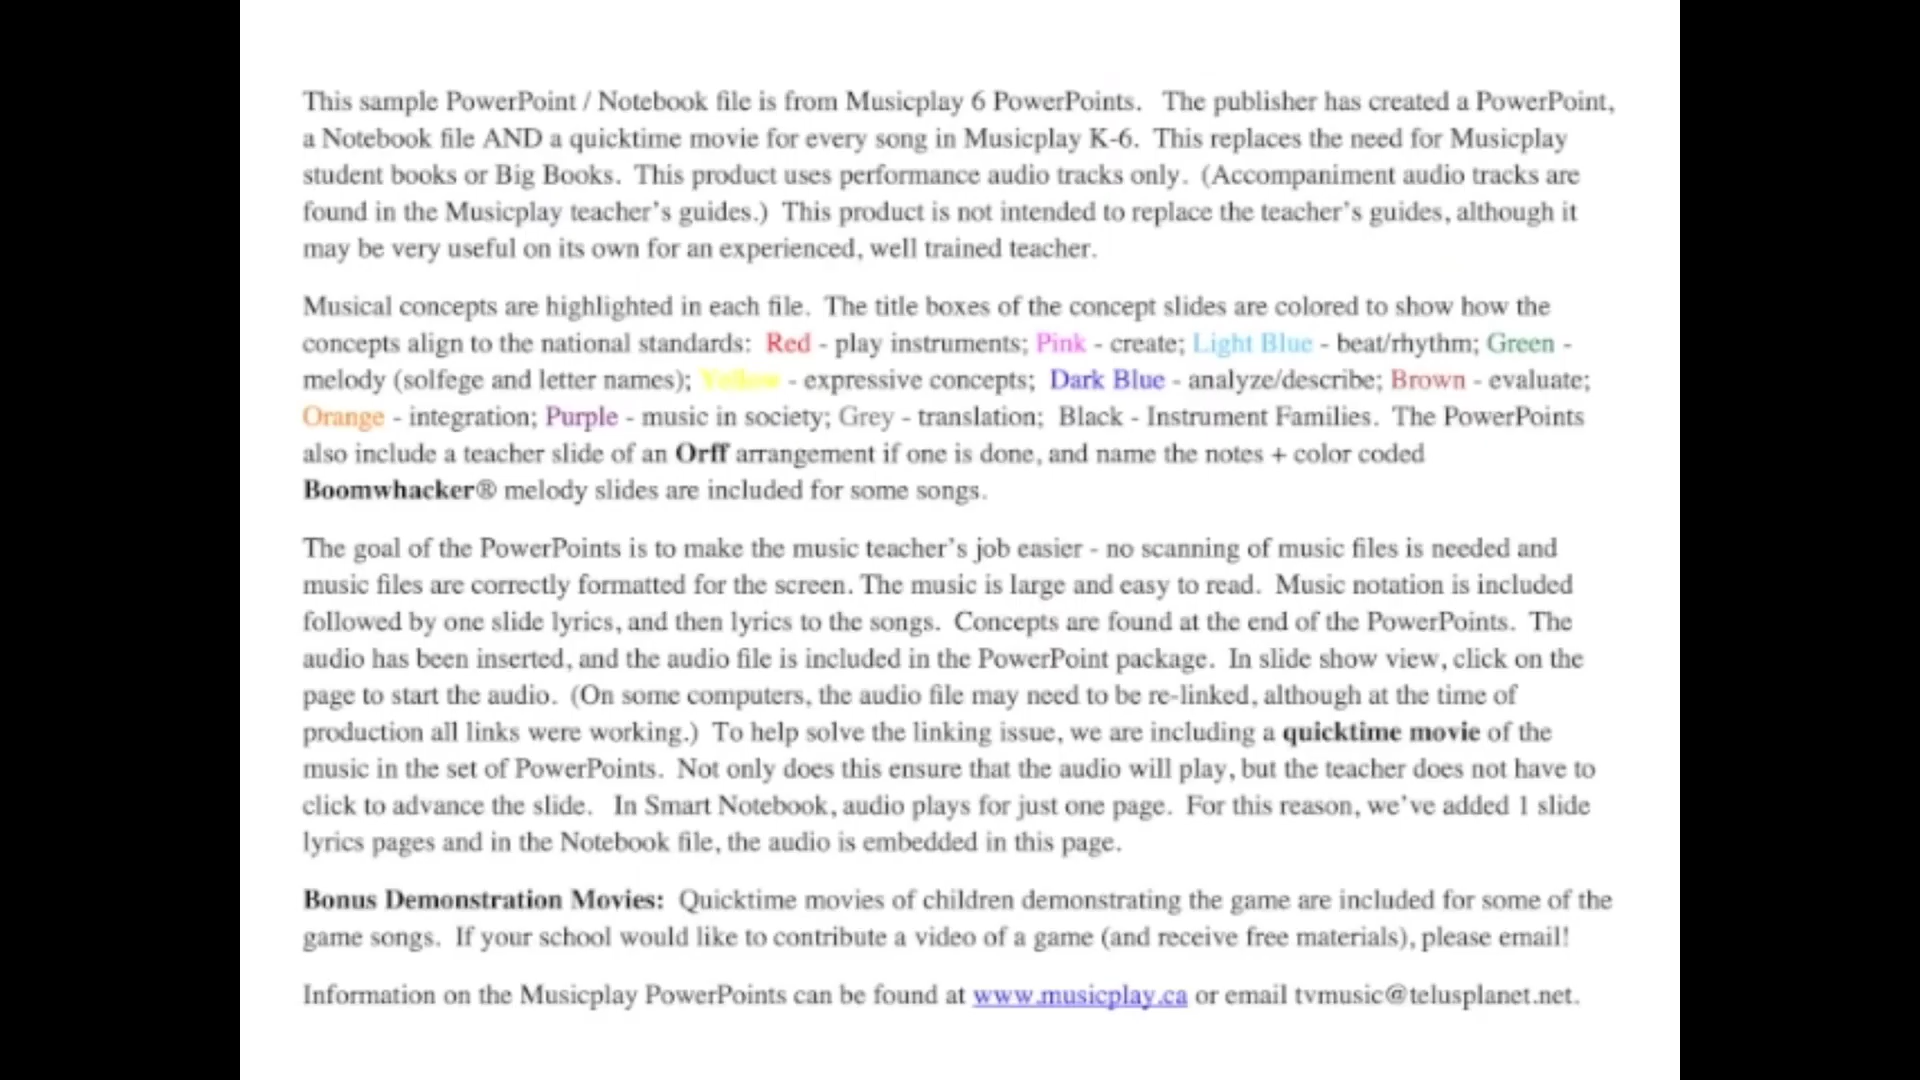 This sample PowerPoint / Notebook file is from Musicplay 6 PowerPoints. The publisher has created a PowerPoint,
a Notebook file AND a quicktime movie for every song in Musicplay K-6. This replaces the need for Musicplay
student books or Big Books. This product uses performance audio tracks only. (Accompaniment audio tracks are
found in the Musicplay teacher's guides.) This product is not intended to replace the teacher's guides, although it
may be very useful on its own for an experienced, well trained teacher.
Musical concepts are highlighted in each file. The title boxes of the concept slides are colored to show how the
concepts align to the national standards: Red - play instruments; Pink - create; Light Blue - beat/rhythm; Green -
melody (solfege and letter names); Yellow - expressive concepts; Dark Blue - analyze/describe; Brown - evaluate;
Orange - integration; Purple - music in society; Grey - translation; Black - Instrument Families. The PowerPoints
also include a teacher slide of an Orff arrangement if one is done, and name the notes + color coded
Boomwhacker® melody slides are included for some songs.
The goal of the PowerPoints is to make the music teacher's job easier - no scanning of music files is needed and
music files are correctly formatted for the screen. The music is large and easy to read. Music notation is included
followed by one slide lyrics, and then lyrics to the songs. Concepts are found at the end of the PowerPoints. The
audio has been inserted, and the audio file is included in the PowerPoint package. In slide show view, click on the
page to start the audio. (On some computers, the audio file may need to be re-linked, although at the time of
production all links were working.) To help solve the linking issue, we are including a quicktime movie of the
music in the set of PowerPoints. Not only does this ensure that the audio will play, but the teacher does not have to
click to advance the slide. In Smart Notebook, audio plays for just one page. For this reason, we've added 1 slide
lyrics pages and in the Notebook file, the audio is embedded in this page.
Bonus Demonstration Movies: Quicktime movies of children demonstrating the game are included for some of the
game songs. If your school would like to contribute a video of a game (and receive free materials), please email!
Information on the Musicplay PowerPoints can be found at www.musicplay.ca or email tvmusic@telusplanet.net.